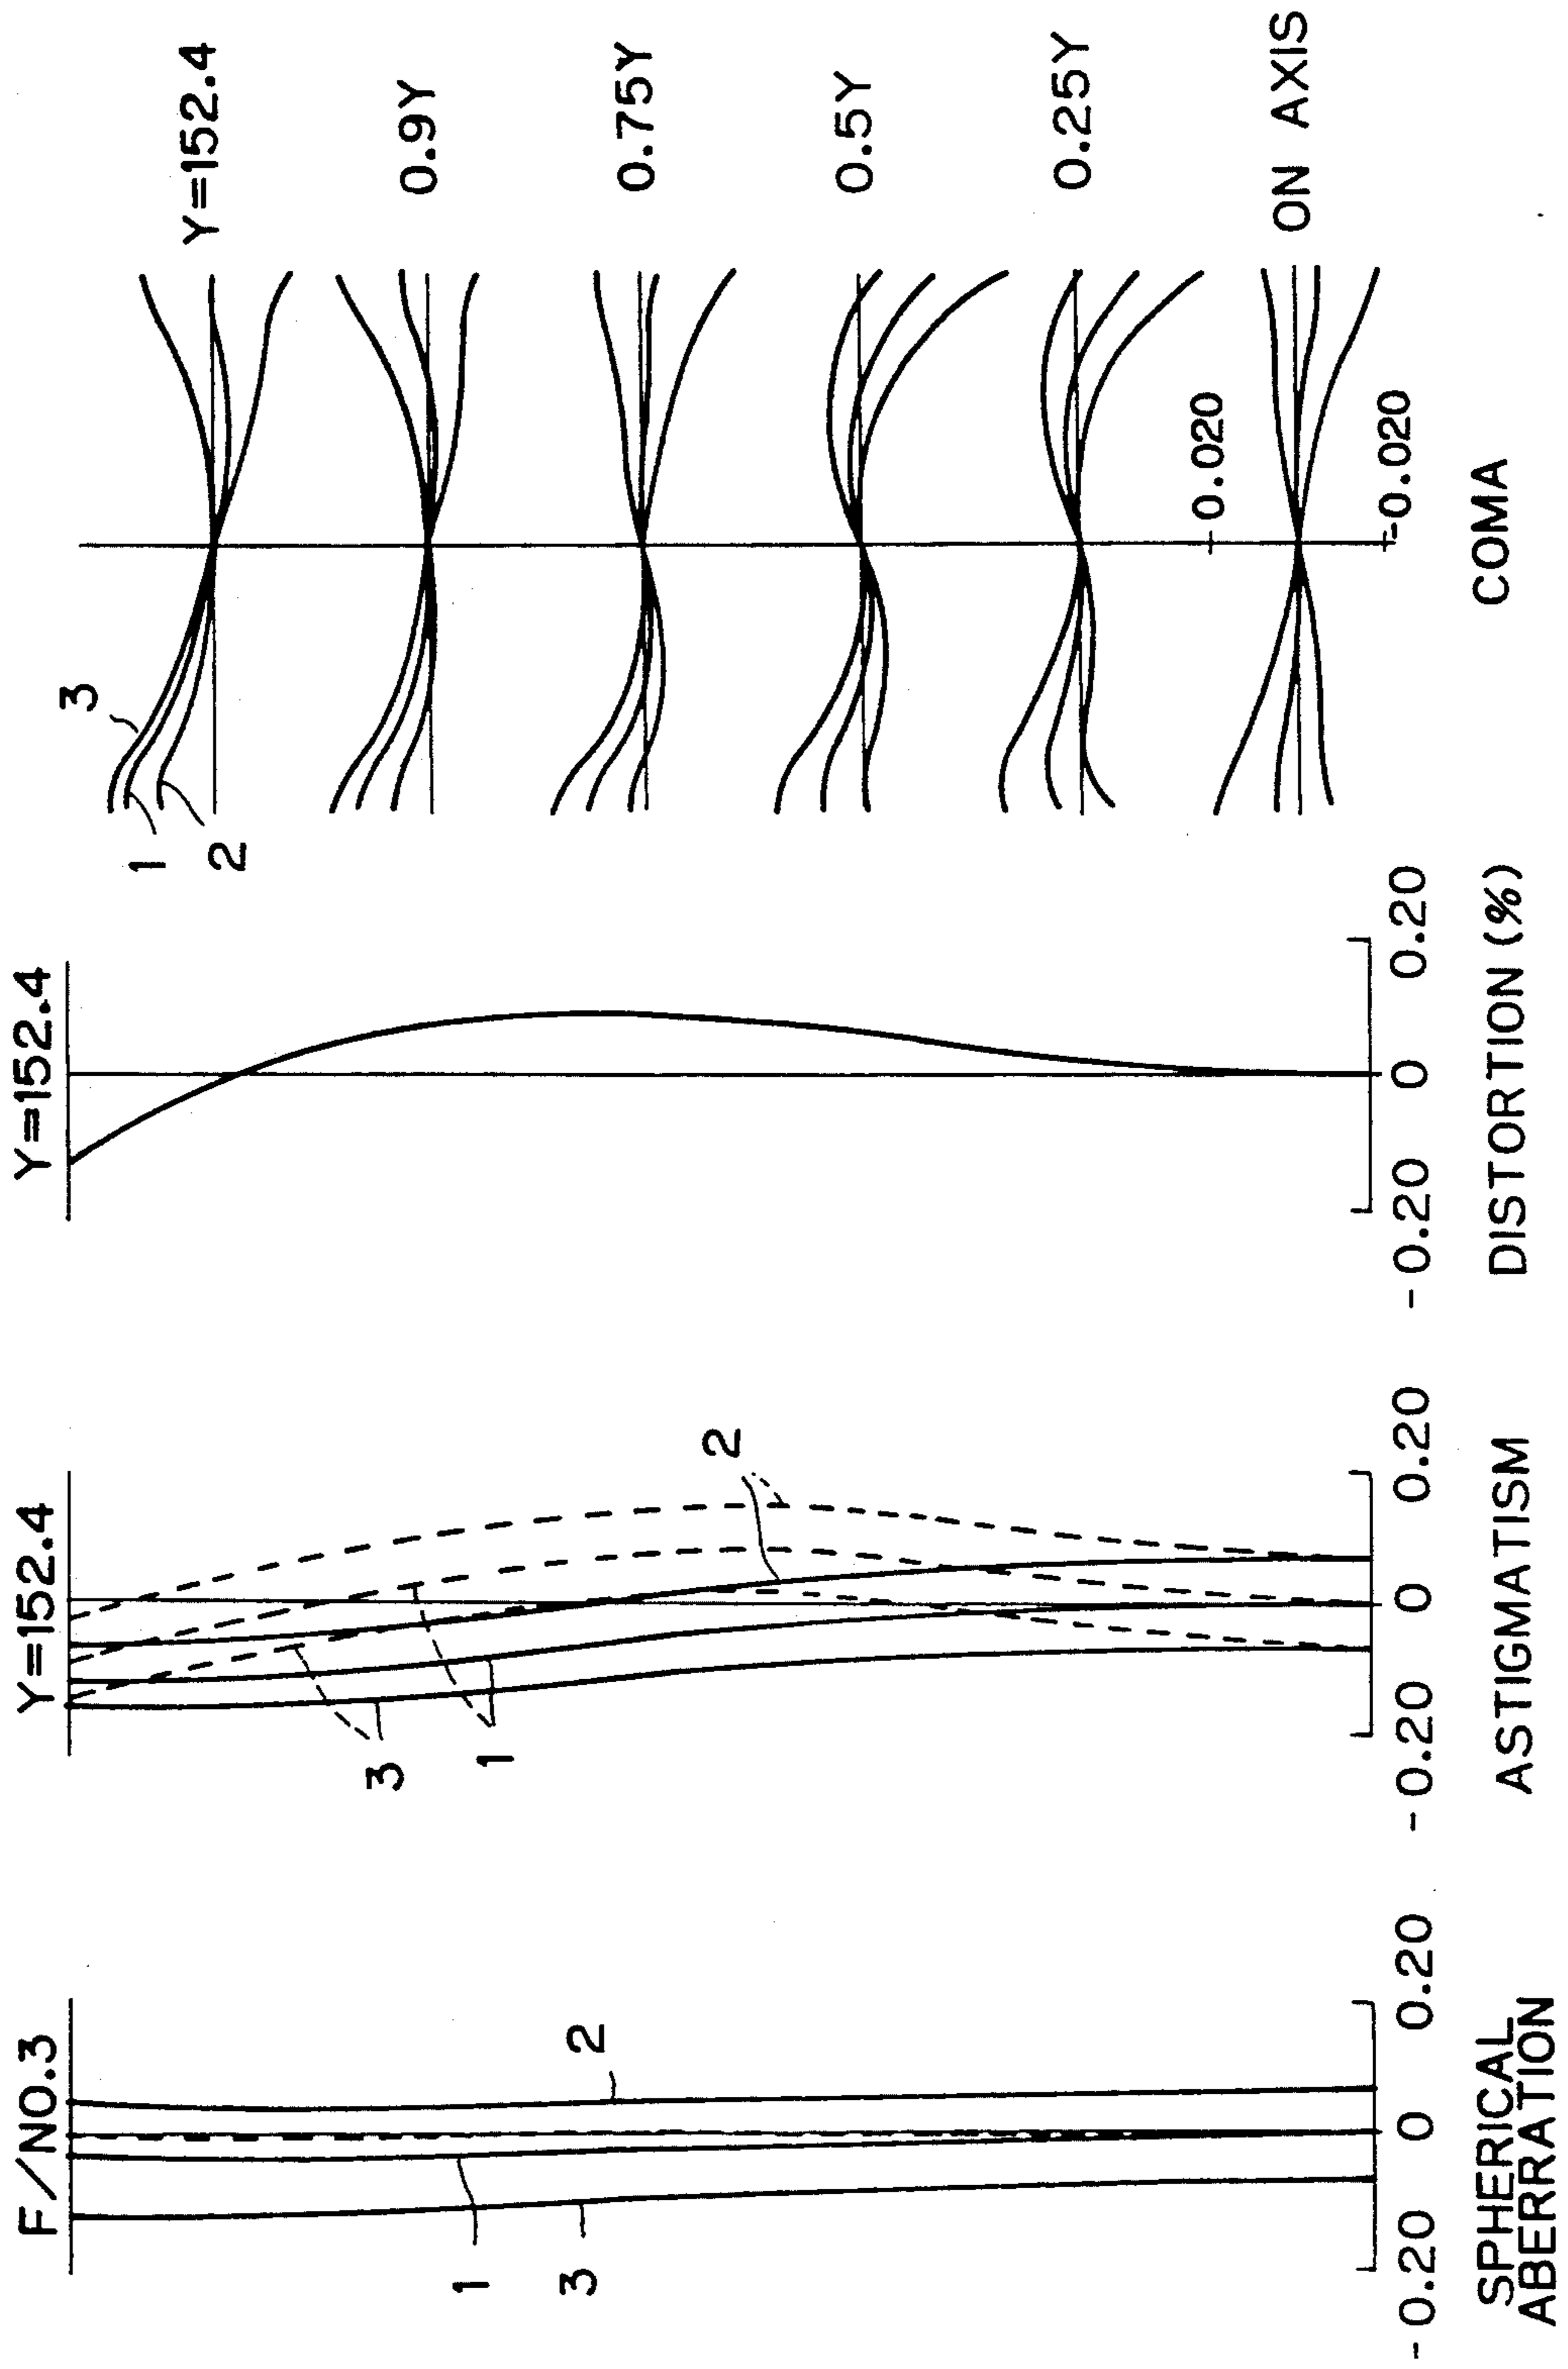 F/NO.3
2
1
3
-0.20
0
0.20
SPHERICAL
ABERRATION
Y=152.4
2
3
1
-0.20
0
0.20
ASTIGMATISM
Y=152.4
-0.20
0
0.20
DISTORTION (%)
3
1
2
Y=152.4
0.9Y
0.75Y
0.5Y
0.25Y
0.020
ON AXIS
-0.020
COMA